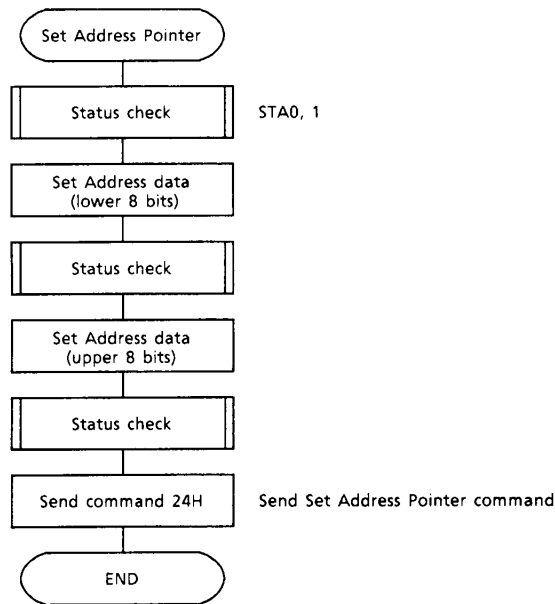 Set Address Pointer
Status check
STA0, 1
Set Address data
(lower 8 bits)
Status check
Set Address data
(upper 8 bits)
Status check
Send command 24H
Send Set Address Pointer command
END